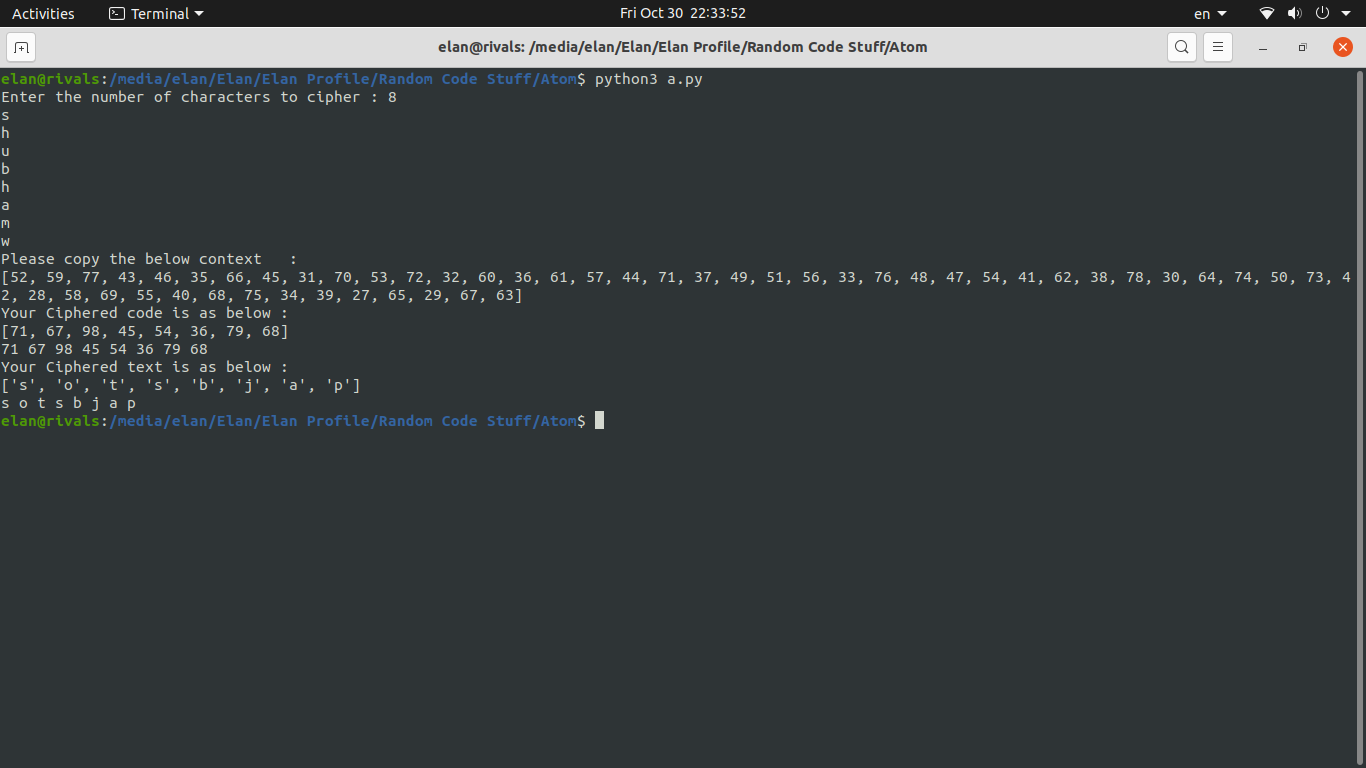 Activities Terminal Fri Oct 30 22:33:52 en
elan@rivals: /media/elan/Elan/Elan Profile/Random Code Stuff/Atom
elan@rivals:/media/elan/Elan/Elan Profile/Random Code Stuff/Atom$ python3 a.py
Enter the number of characters to cipher : 8
s
h
u
b
h
a
m
w
Please copy the below context   :
[52, 59, 77, 43, 46, 35, 66, 45, 31, 70, 53, 72, 32, 60, 36, 61, 57, 44, 71, 37, 49, 51, 56, 33, 76, 48, 47, 54, 41, 62, 38, 78, 30, 64, 74, 50, 73, 4
2, 28, 58, 69, 55, 40, 68, 75, 34, 39, 27, 65, 29, 67, 63]
Your Ciphered code is as below :
[71, 67, 98, 45, 54, 36, 79, 68]
71 67 98 45 54 36 79 68
Your Ciphered text is as below :
['s', 'o', 't', 's', 'b', 'j', 'a', 'p']
s o t s b j a p
elan@rivals:/media/elan/Elan/Elan Profile/Random Code Stuff/Atom$